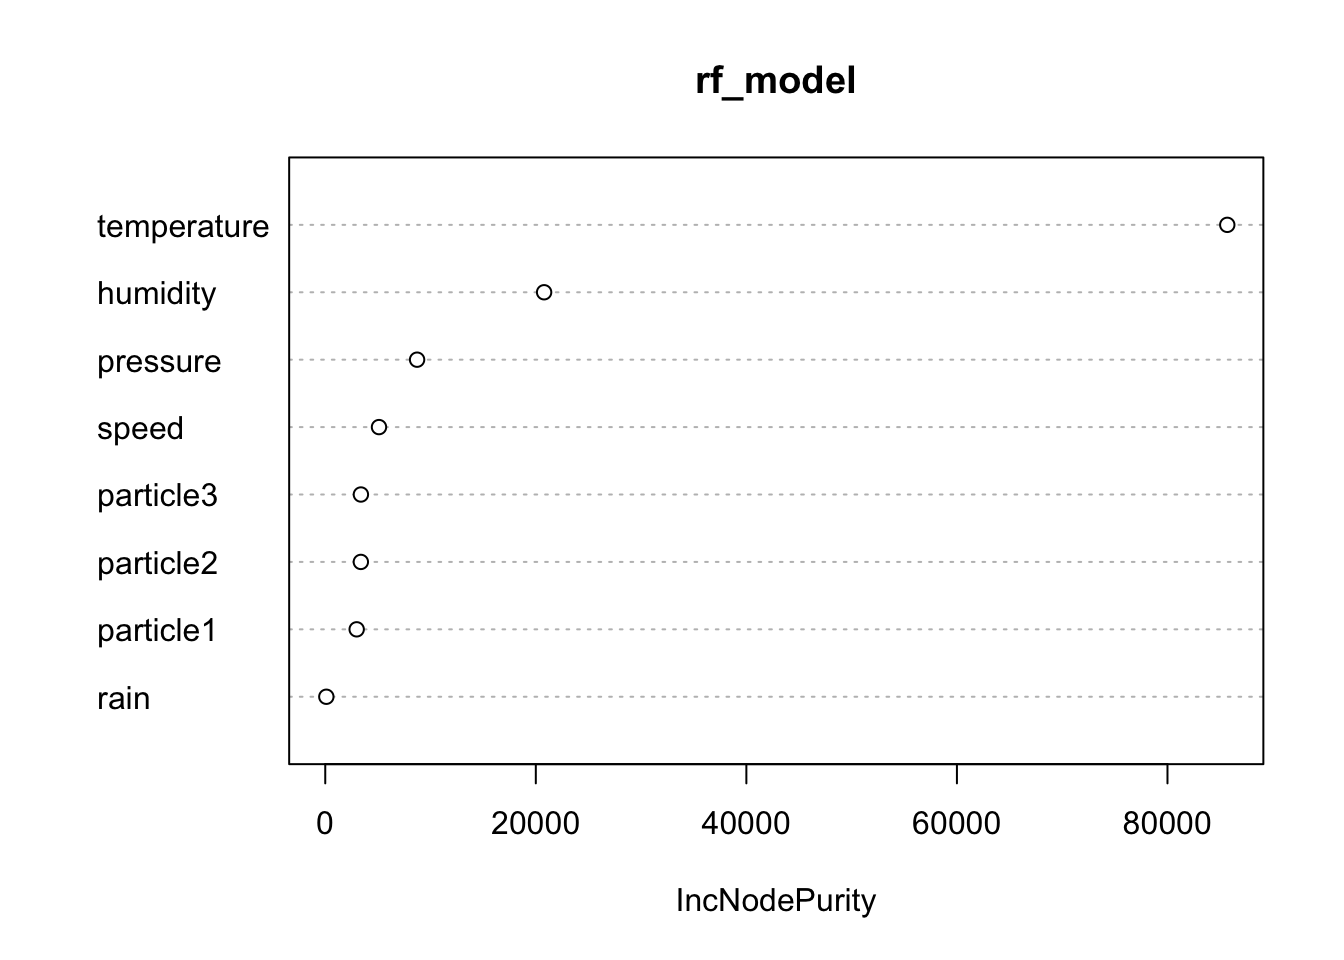 rf_model
temperature
humidity
pressure
speed
particle3
particle2
particle1
rain
0 20000 40000 60000 80000
IncNodePurity